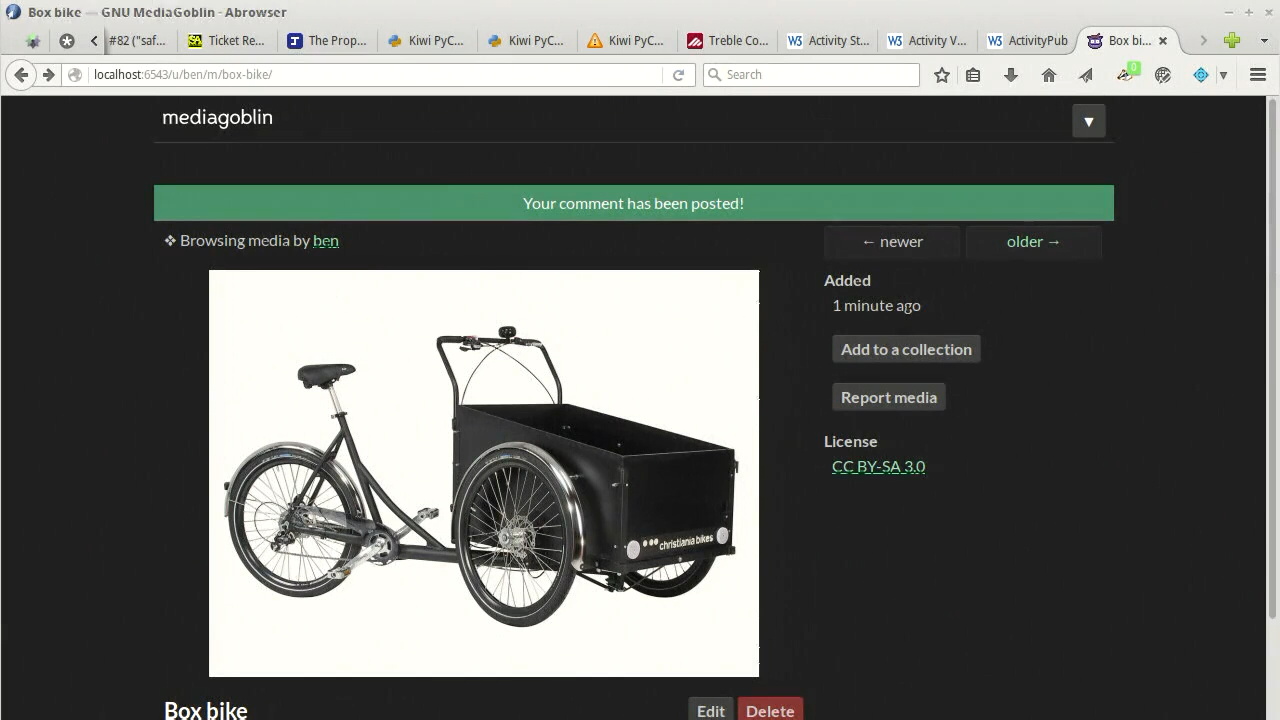 Box bike — GNU MediaGoblin - Abrowser
#82 ("saf...
Ticket Re...
The Prop...
Kiwi PyC...
Kiwi PyC...
Kiwi PyC...
Treble Co...
Activity St...
Activity V...
ActivityPub
Box bi...
localhost:6543/u/ben/m/box-bike/
Search
0
mediagoblin
Your comment has been posted!
❖ Browsing media by ben
← newer
older →
Added
1 minute ago
Add to a collection
Report media
License
CC BY-SA 3.0
christiania bikes
Box bike
Edit
Delete